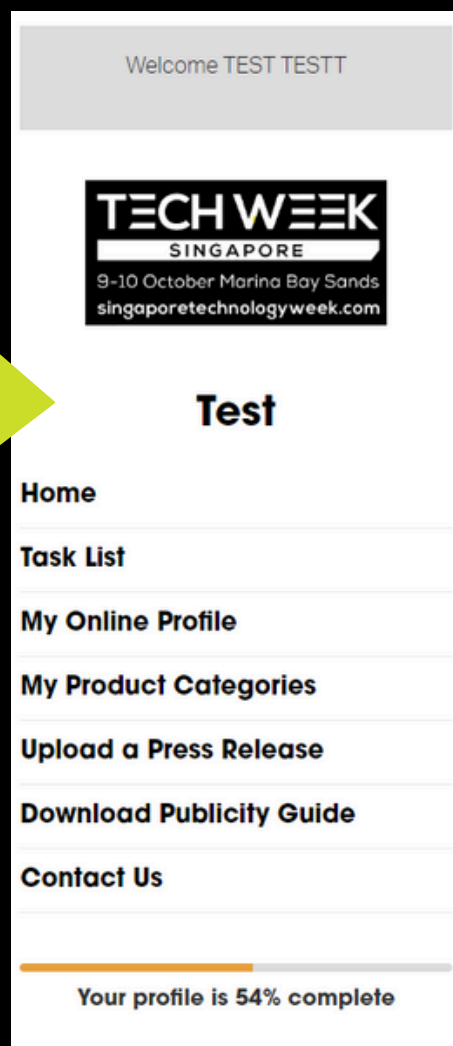 Welcome TEST TESTT
TECH WEEK
SINGAPORE
9-10 October Marina Bay Sands
singaporetechnologyweek.com
Test
Home
Task List
My Online Profile
My Product Categories
Upload a Press Release
Download Publicity Guide
Contact Us
Your profile is 54% complete